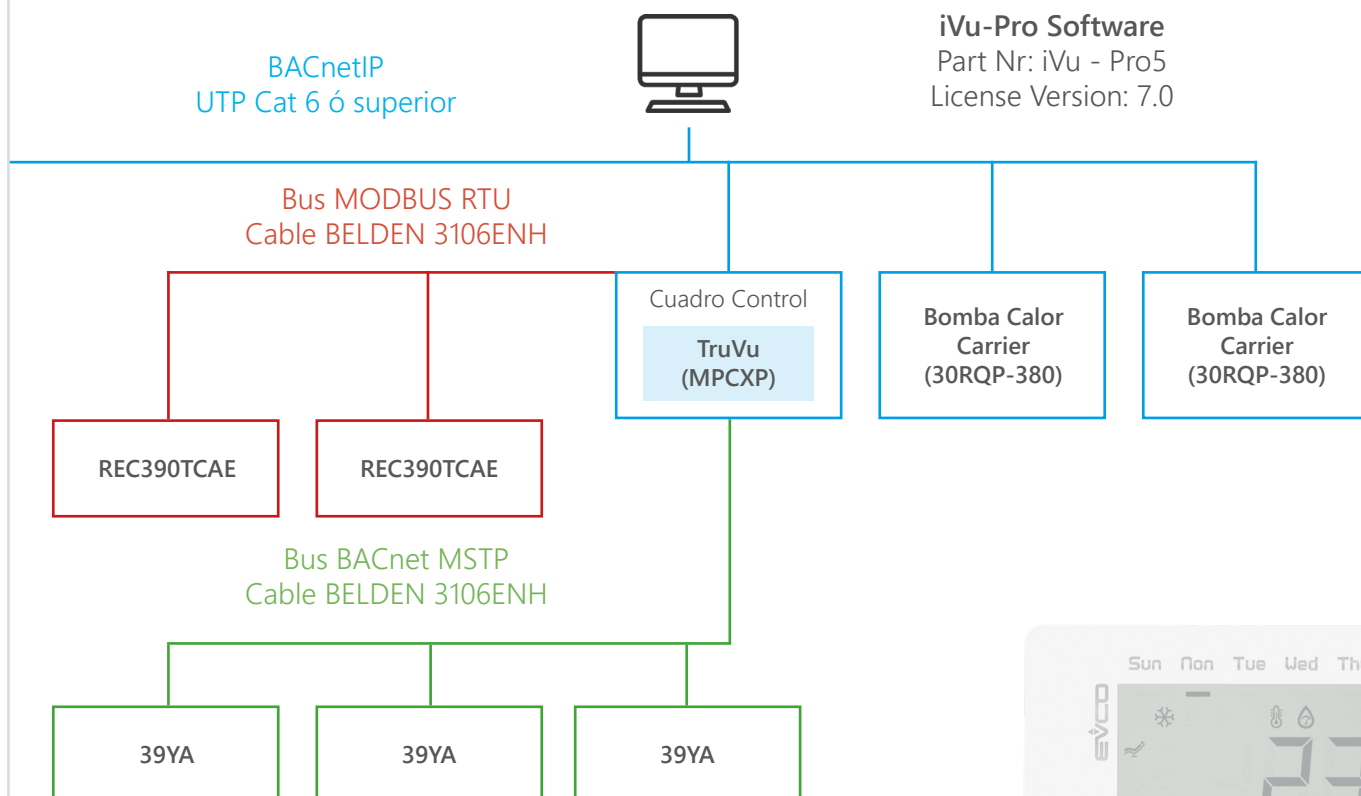 iVu-Pro Software
Part Nr: iVu - Pro5
License Version: 7.0
BACnetIP
UTP Cat 6 ó superior
Bus MODBUS RTU
Cable BELDEN 3106ENH
Cuadro Control
TruVu
(MPCXP)
Bomba Calor
Carrier
(30RQP-380)
Bomba Calor
Carrier
(30RQP-380)
REC390TCAE
REC390TCAE
Bus BACnet MSTP
Cable BELDEN 3106ENH
39YA
39YA
39YA
Sun Mon Tue Wed
EVCO